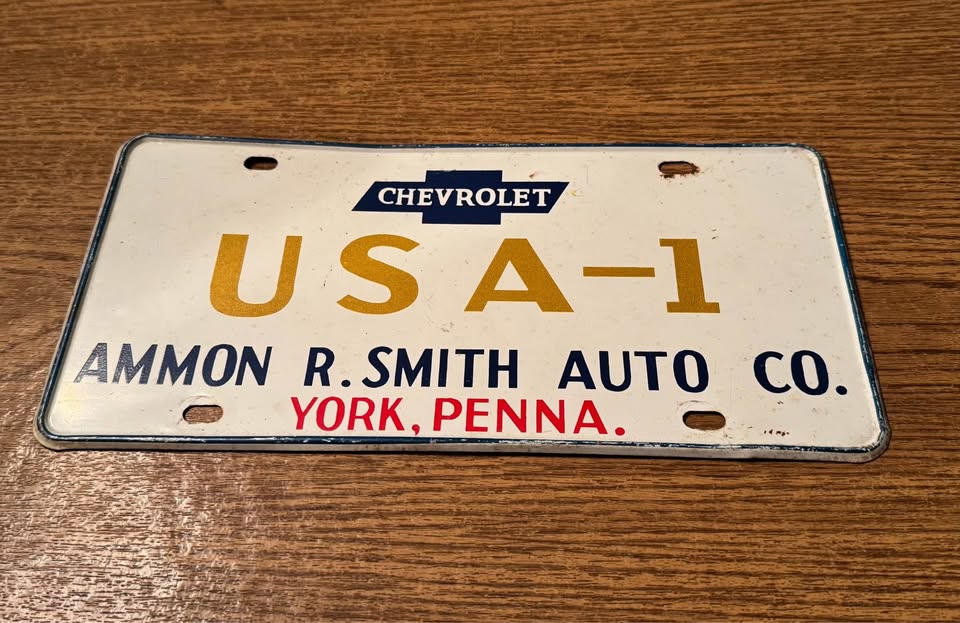 CHEVROLET
USA-1
AMMON R. SMITH AUTO CO.
YORK, PENNA.